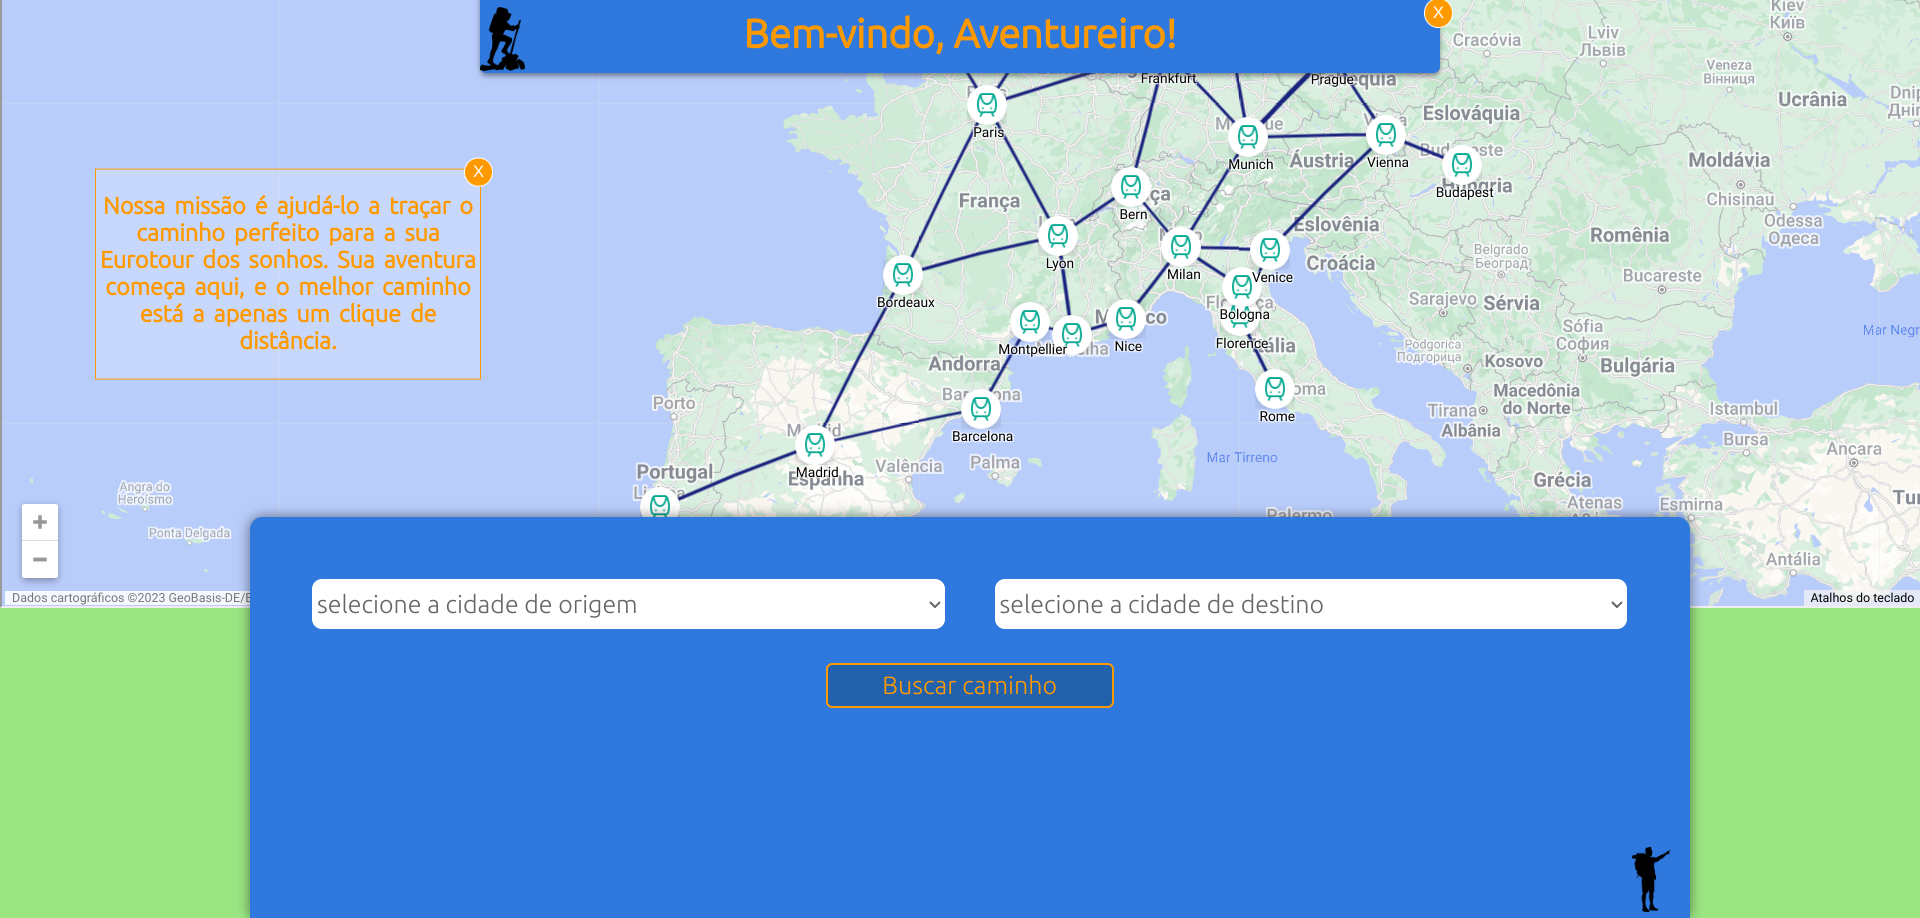 Bem-vindo, Aventureiro!
X
Nossa missão é ajudá-lo a traçar o
caminho perfeito para a sua
Eurotour dos sonhos. Sua aventura
começa aqui, e o melhor caminho
está a apenas um clique de
distância.
X
Kiev
Київ
Cracóvia
Lviv
Львів
Frankfurt
Prague
Veneza
Вінниця
Ucrânia
Paris
Eslováquia
Munich
Áustria
Vienna
Budapest
Moldávia
Chisinau
França
Bern
Odessa
Одеса
Eslovênia
Romênia
Lyon
Milan
Venice
Croácia
Belgrado
Београд
Bucareste
Bordeaux
Bologna
Sarajevo
Sérvia
Mar Negr
Montpellier
Nice
Florence
Sófia
София
Podgorica
Подгорица
Kosovo
Bulgária
Andorra
Barcelona
Rome
Macedônia
do Norte
Porto
Tirana
Albânia
Istambul
Bursa
Ancara
Madrid
Espanha
Valência
Palma
Mar Tirreno
Portugal
Grécia
Atenas
Esmirna
Angra do
Heroísmo
Ponta Delgada
Palermo
Antália
+
−
Dados cartográficos ©2023 GeoBasis-DE/
Atalhos do teclado
selecione a cidade de origem
selecione a cidade de destino
Buscar caminho